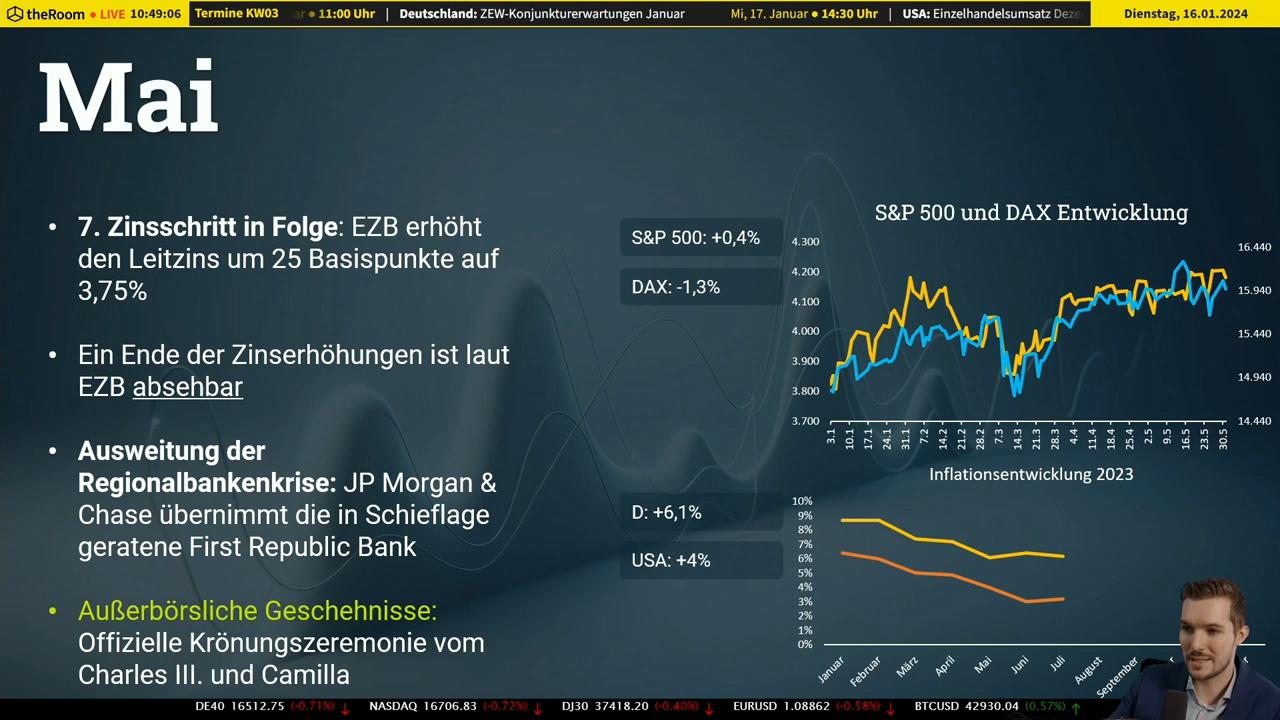 theRoom • LIVE 10:49:06
Termine KW03
11:00 Uhr | Deutschland: ZEW-Konjunkturerwartungen Januar
Mi, 17. Januar • 14:30 Uhr | USA: Einzelhandelsumsatz
Dienstag, 16.01.2024
Mai
• 7. Zinsschritt in Folge: EZB erhöht
den Leitzins um 25 Basispunkte auf
3,75%
• Ein Ende der Zinserhöhungen ist laut
EZB absehbar
• Ausweitung der
Regionalbankenkrise: JP Morgan &
Chase übernimmt die in Schieflage
geratene First Republic Bank
• Außerbörsliche Geschehnisse:
Offizielle Krönungszeremonie vom
Charles III. und Camilla
S&P 500: +0,4%
DAX: -1,3%
S&P 500 und DAX Entwicklung
4.300
4.200
4.100
4.000
3.900
3.800
3.700
16.440
15.940
15.440
14.940
14.440
3.1
10.1
17.1
24.1
31.1
7.2
14.2
21.2
28.2
7.3
14.3
21.3
28.3
4.4
11.4
18.4
25.4
2.5
9.5
16.5
23.5
30.5
D: +6,1%
USA: +4%
Inflationsentwicklung 2023
10%
9%
8%
7%
6%
5%
4%
3%
2%
1%
0%
Januar
Februar
März
April
Mai
Juni
Juli
August
September
DE40 16512.75 (-0.71%) ↓ NASDAQ 16706.83 (-0.72%) ↓ DJ30 37418.20 (-0.40%) ↓ EURUSD 1.08862 (-0.58%) ↓ BTCUSD 42930.04 (0.57%) ↑